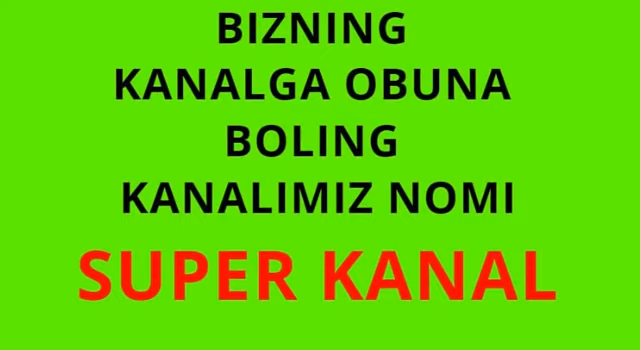 BIZNING
KANALGA OBUNA
BOLING
KANALIMIZ NOMI
SUPER KANAL